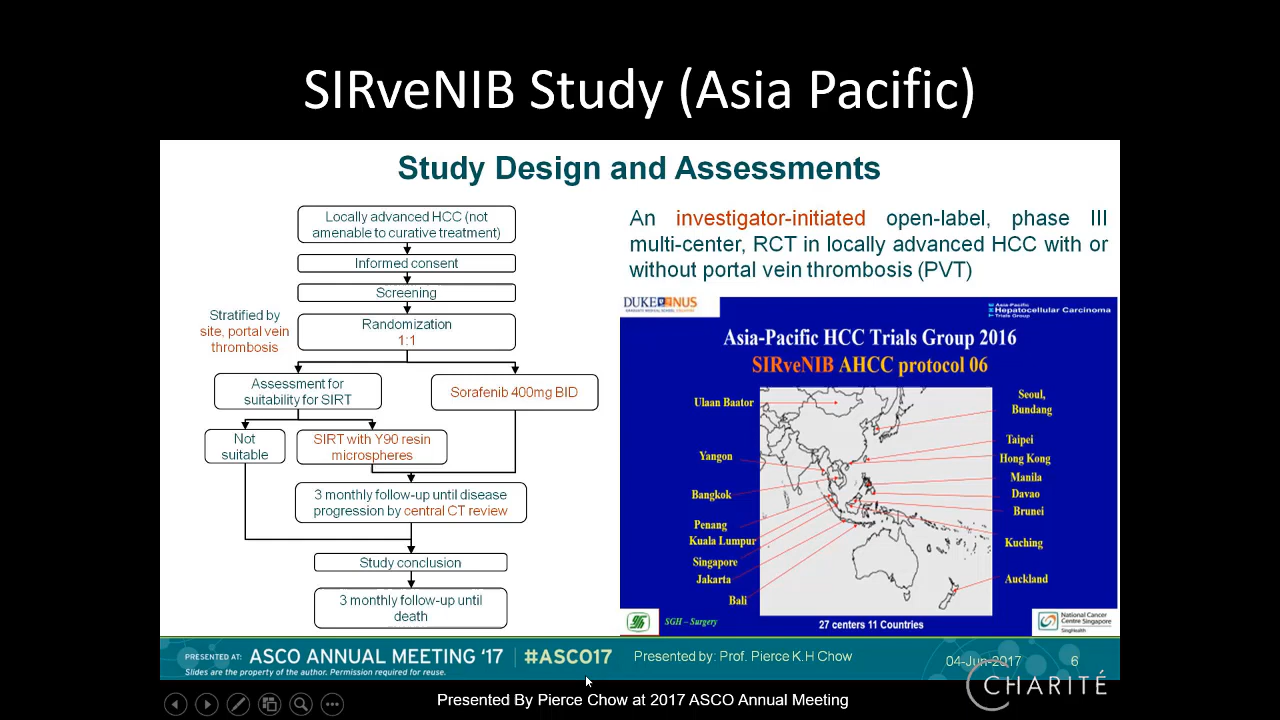 SIRveNIB Study (Asia Pacific)
Study Design and Assessments
Locally advanced HCC (not
amenable to curative treatment)
Informed consent
Screening
Stratified by
site, portal vein
thrombosis
Randomization
1:1
Assessment for
suitability for SIRT
Sorafenib 400mg BID
Not
suitable
SIRT with Y90 resin
microspheres
3 monthly follow-up until disease
progression by central CT review
Study conclusion
3 monthly follow-up until
death
An investigator-initiated open-label, phase III
multi-center, RCT in locally advanced HCC with or
without portal vein thrombosis (PVT)
DUKE NUS
Asia-Pacific
Hepatocellular Carcinoma
Trials Group
Asia-Pacific HCC Trials Group 2016
SIRveNIB AHCC protocol 06
Ulaan Baator
Yangon
Bangkok
Penang
Kuala Lumpur
Singapore
Jakarta
Bali
Seoul,
Bundang
Taipei
Hong Kong
Manila
Davao
Brunei
Kuching
Auckland
SGH – Surgery
27 centers 11 Countries
National Cancer
Centre Singapore
SingHealth
PRESENTED AT: ASCO ANNUAL MEETING ‘17 | #ASCO17
Slides are the property of the author. Permission required for reuse.
Presented by: Prof. Pierce K.H Chow
04-Jun-2017
6
CHARITÉ
Presented By Pierce Chow at 2017 ASCO Annual Meeting